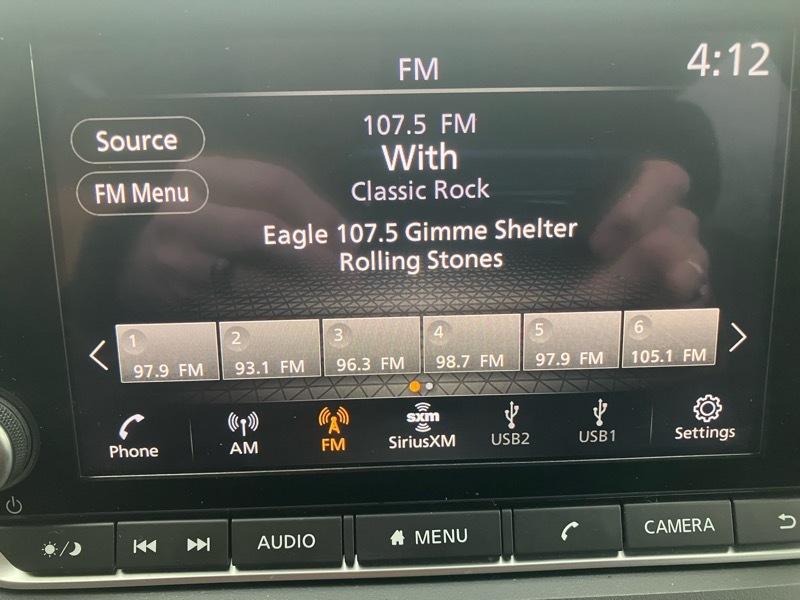 FM
4:12
Source
FM Menu
107.5 FM
With
Classic Rock
Eagle 107.5 Gimme Shelter
Rolling Stones
1
97.9 FM
2
93.1 FM
3
96.3 FM
4
98.7 FM
5
97.9 FM
6
105.1 FM
Phone
AM
FM
sxm
SiriusXM
USB2
USB1
Settings
AUDIO
MENU
CAMERA